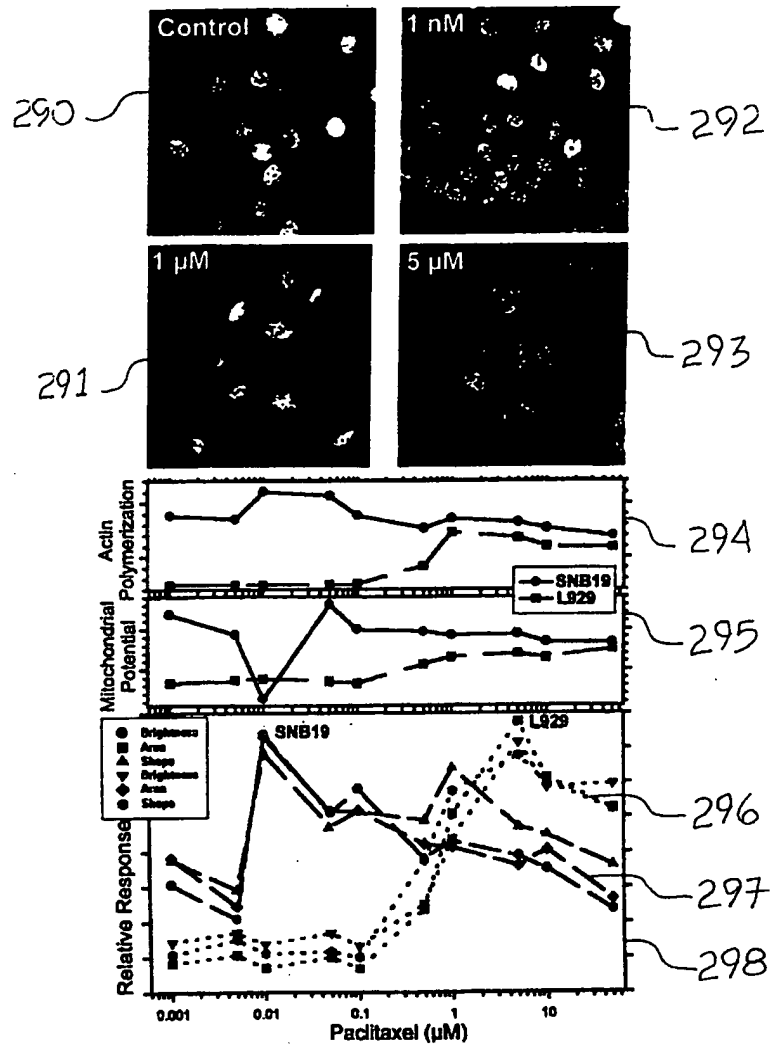 Control
1 nM
290
292
1 µM
5 µM
291
293
Actin
Polymerization
294
SNB19
L929
Mitochondrial
Potential
295
Brightness
Area
Shape
Brightness
Area
Shape
SNB19
L929
296
Relative Response
297
298
0.001
0.01
0.1
1
10
Paclitaxel (µM)